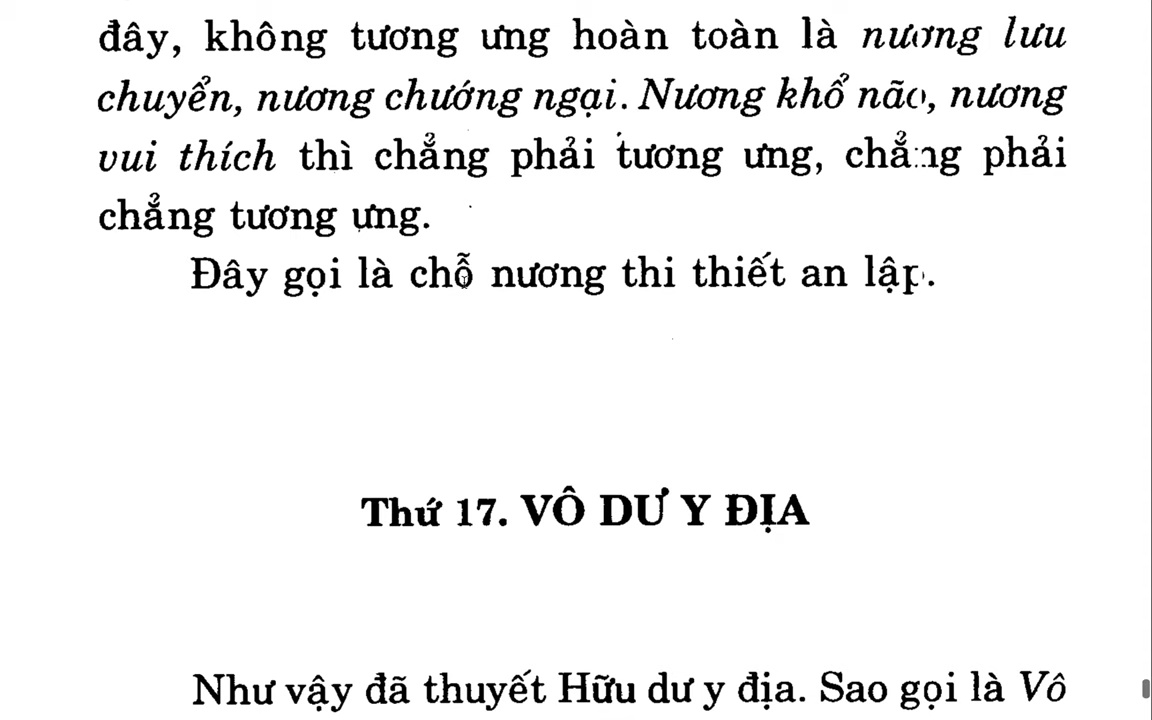 đây, không tương ưng hoàn toàn là nương lưu
chuyển, nương chướng ngại. Nương khổ não, nương
vui thích thì chẳng phải tương ưng, chẳng phải
chẳng tương ưng.
Đây gọi là chỗ nương thi thiết an lập.
Thứ 17. VÔ DƯ Y ĐỊA
Như vậy đã thuyết Hữu dư y địa. Sao gọi là Vô